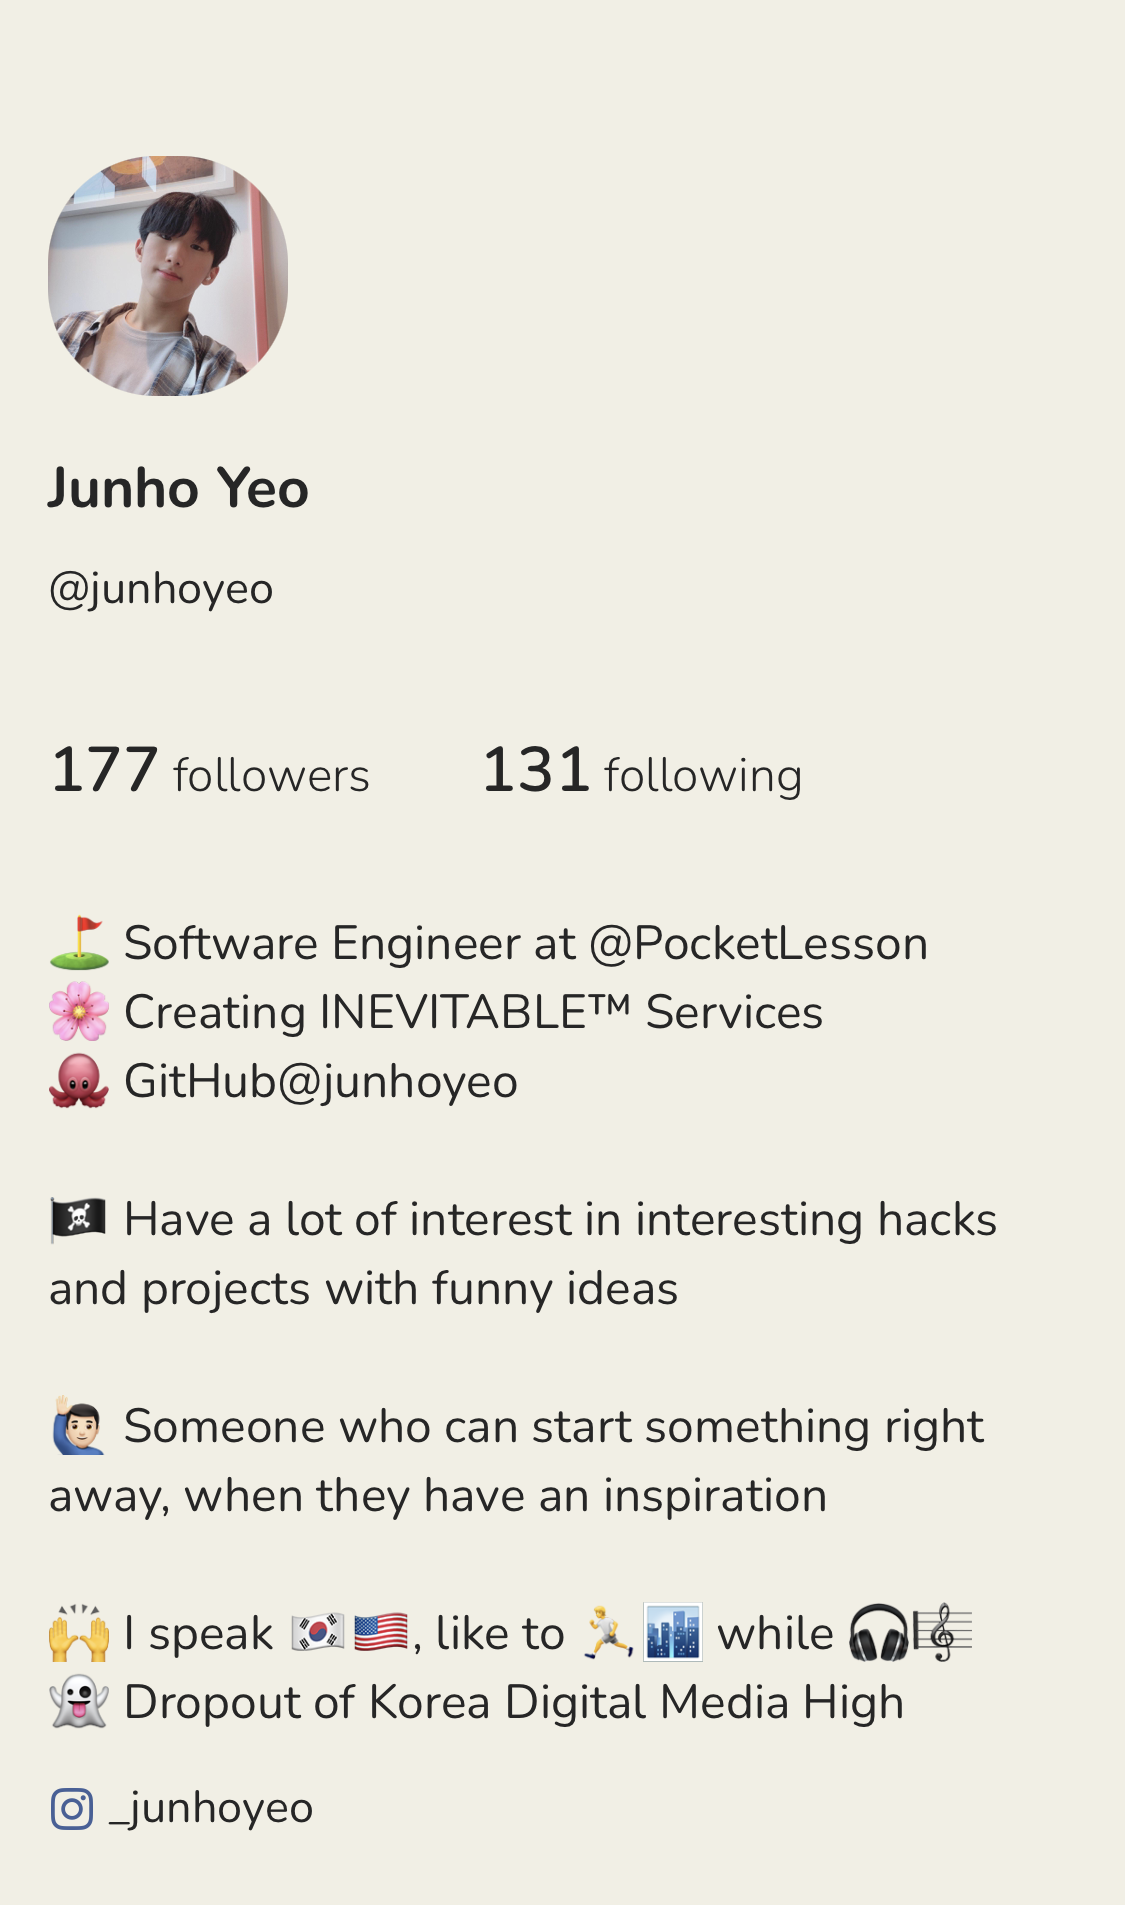 Junho Yeo
@junhoyeo
177 followers 131 following
⛳ Software Engineer at @PocketLesson
🌸 Creating INEVITABLE™ Services
🐙 GitHub@junhoyeo
🏴‍☠️ Have a lot of interest in interesting hacks
and projects with funny ideas
🙋🏻‍♂️ Someone who can start something right
away, when they have an inspiration
🙌 I speak 🇰🇷🇺🇸, like to 🏃🏙️ while 🎧🎼
👻 Dropout of Korea Digital Media High
_junhoyeo